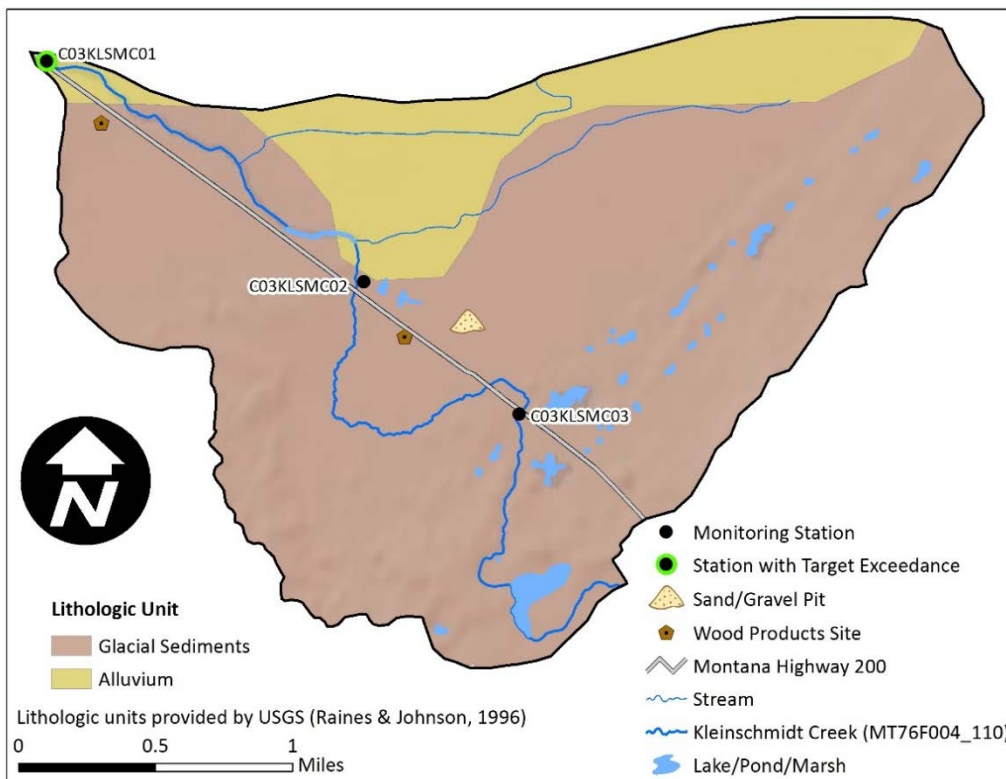 C03KLSMC01
C03KLSMC02
C03KLSMC03
N
Monitoring Station
Station with Target Exceedance
Sand/Gravel Pit
Wood Products Site
Montana Highway 200
Stream
Kleinschmidt Creek (MT76F004_110)
Lake/Pond/Marsh
Lithologic Unit
Glacial Sediments
Alluvium
Lithologic units provided by USGS (Raines & Johnson, 1996)
0 0.5 1
Miles